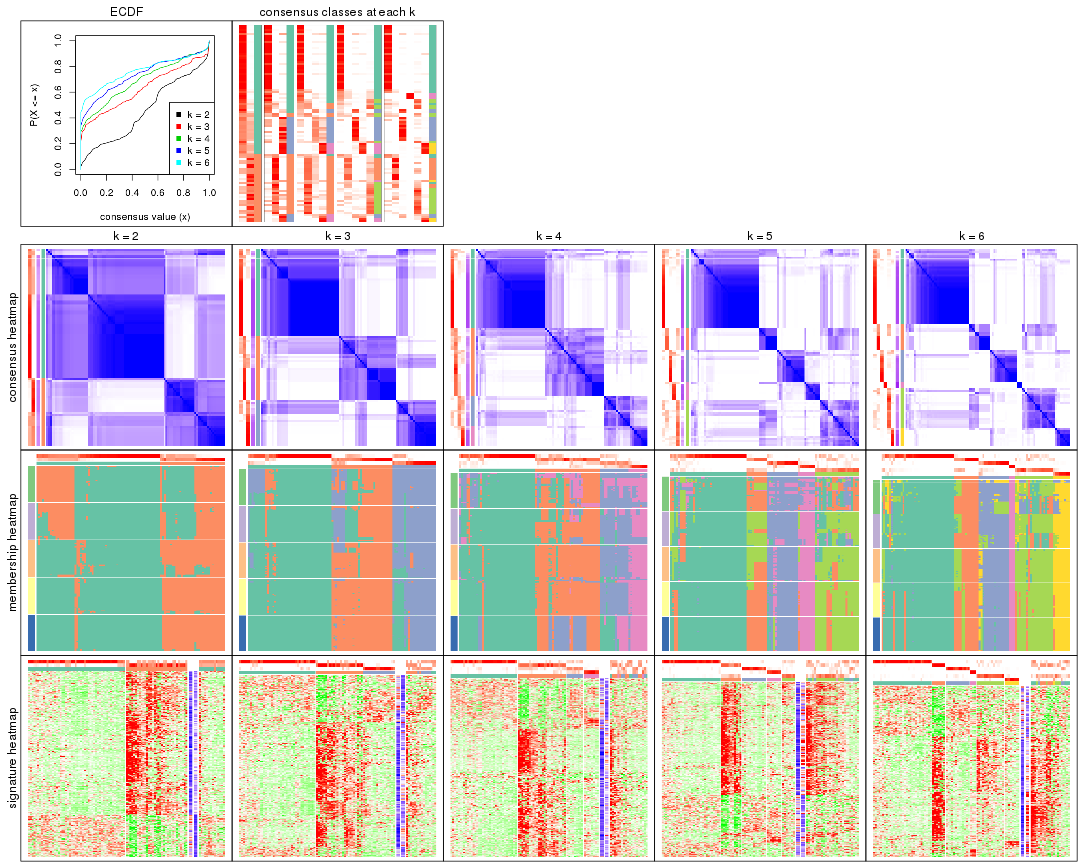 ECDF
consensus classes at each k
P(X <= x)
0.0 0.2 0.4 0.6 0.8 1.0
k = 2
k = 3
k = 4
k = 5
k = 6
0.0 0.2 0.4 0.6 0.8 1.0
consensus value (x)
k = 2
k = 3
k = 4
k = 5
k = 6
consensus heatmap
membership heatmap
signature heatmap